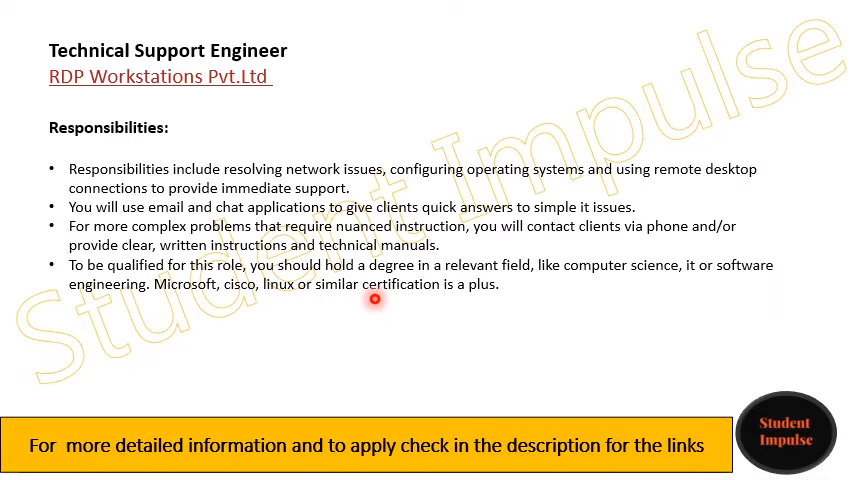 Technical Support Engineer
RDP Workstations Pvt.Ltd
Responsibilities:
• Responsibilities include resolving network issues, configuring operating systems and using remote desktop
connections to provide immediate support.
• You will use email and chat applications to give clients quick answers to simple it issues.
• For more complex problems that require nuanced instruction, you will contact clients via phone and/or
provide clear, written instructions and technical manuals.
• To be qualified for this role, you should hold a degree in a relevant field, like computer science, it or software
engineering. Microsoft, cisco, linux or similar certification is a plus.
Student Impulse
For more detailed information and to apply check in the description for the links
Student
Impulse